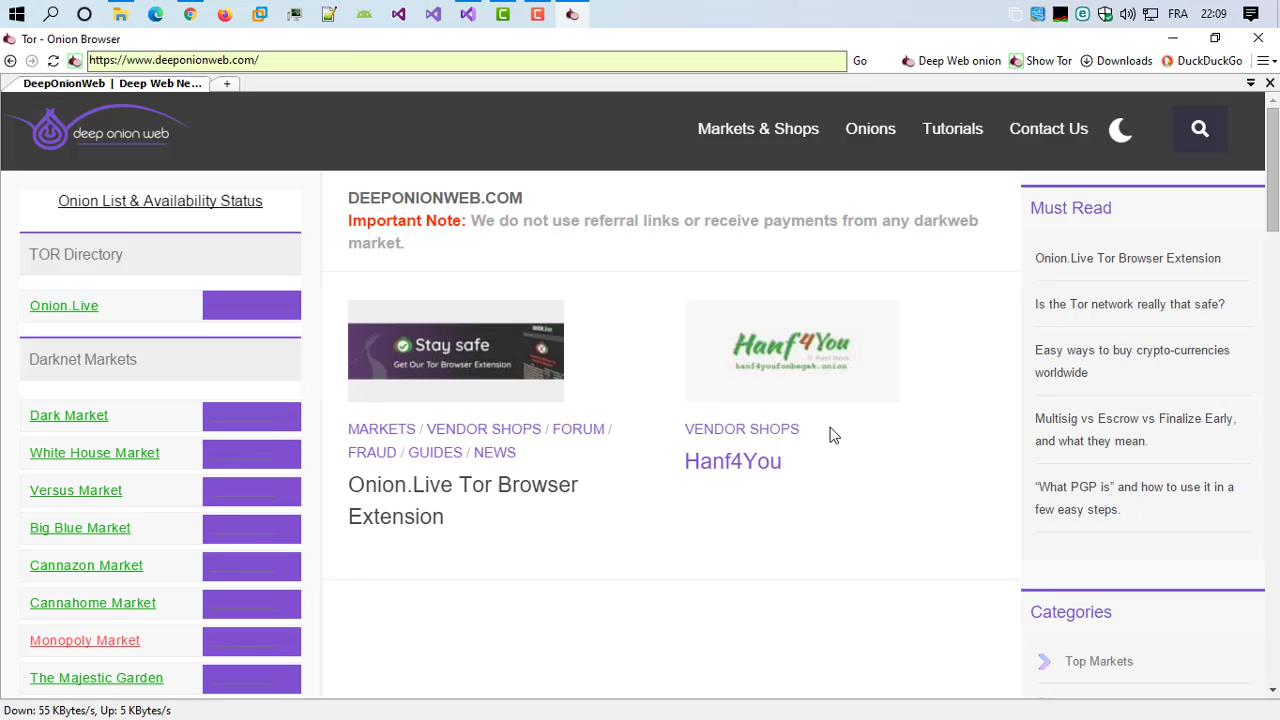 FRA 22:09
Tor - Onion Browser
https://www.deeponionweb.com/ Go Deep Web onion Show Tor Downloads DuckDuckGo
DeepOnionWeb | Deep Web Ne... +
deep onion web
Markets & Shops Onions Tutorials Contact Us
Onion List & Availability Status
TOR Directory
Onion.Live
Darknet Markets
Dark Market
White House Market
Versus Market
Big Blue Market
Cannazon Market
Cannahome Market
Monopoly Market
The Majestic Garden
DEEPONIONWEB.COM
Important Note: We do not use referral links or receive payments from any darkweb
market.
Stay safe
Get Our Tor Browser Extension
MARKETS / VENDOR SHOPS / FORUM /
FRAUD / GUIDES / NEWS
Onion.Live Tor Browser
Extension
Hanf4You
VENDOR SHOPS
Hanf4You
Must Read
Onion.Live Tor Browser Extension
Is the Tor network really that safe?
Easy ways to buy crypto-currencies
worldwide
Multisig vs Escrow vs Finalize Early,
and what they mean.
“What PGP is” and how to use it in a
few easy steps.
Categories
Top Markets
Down: 55 KBytes/s, Up: 5 KBytes/s